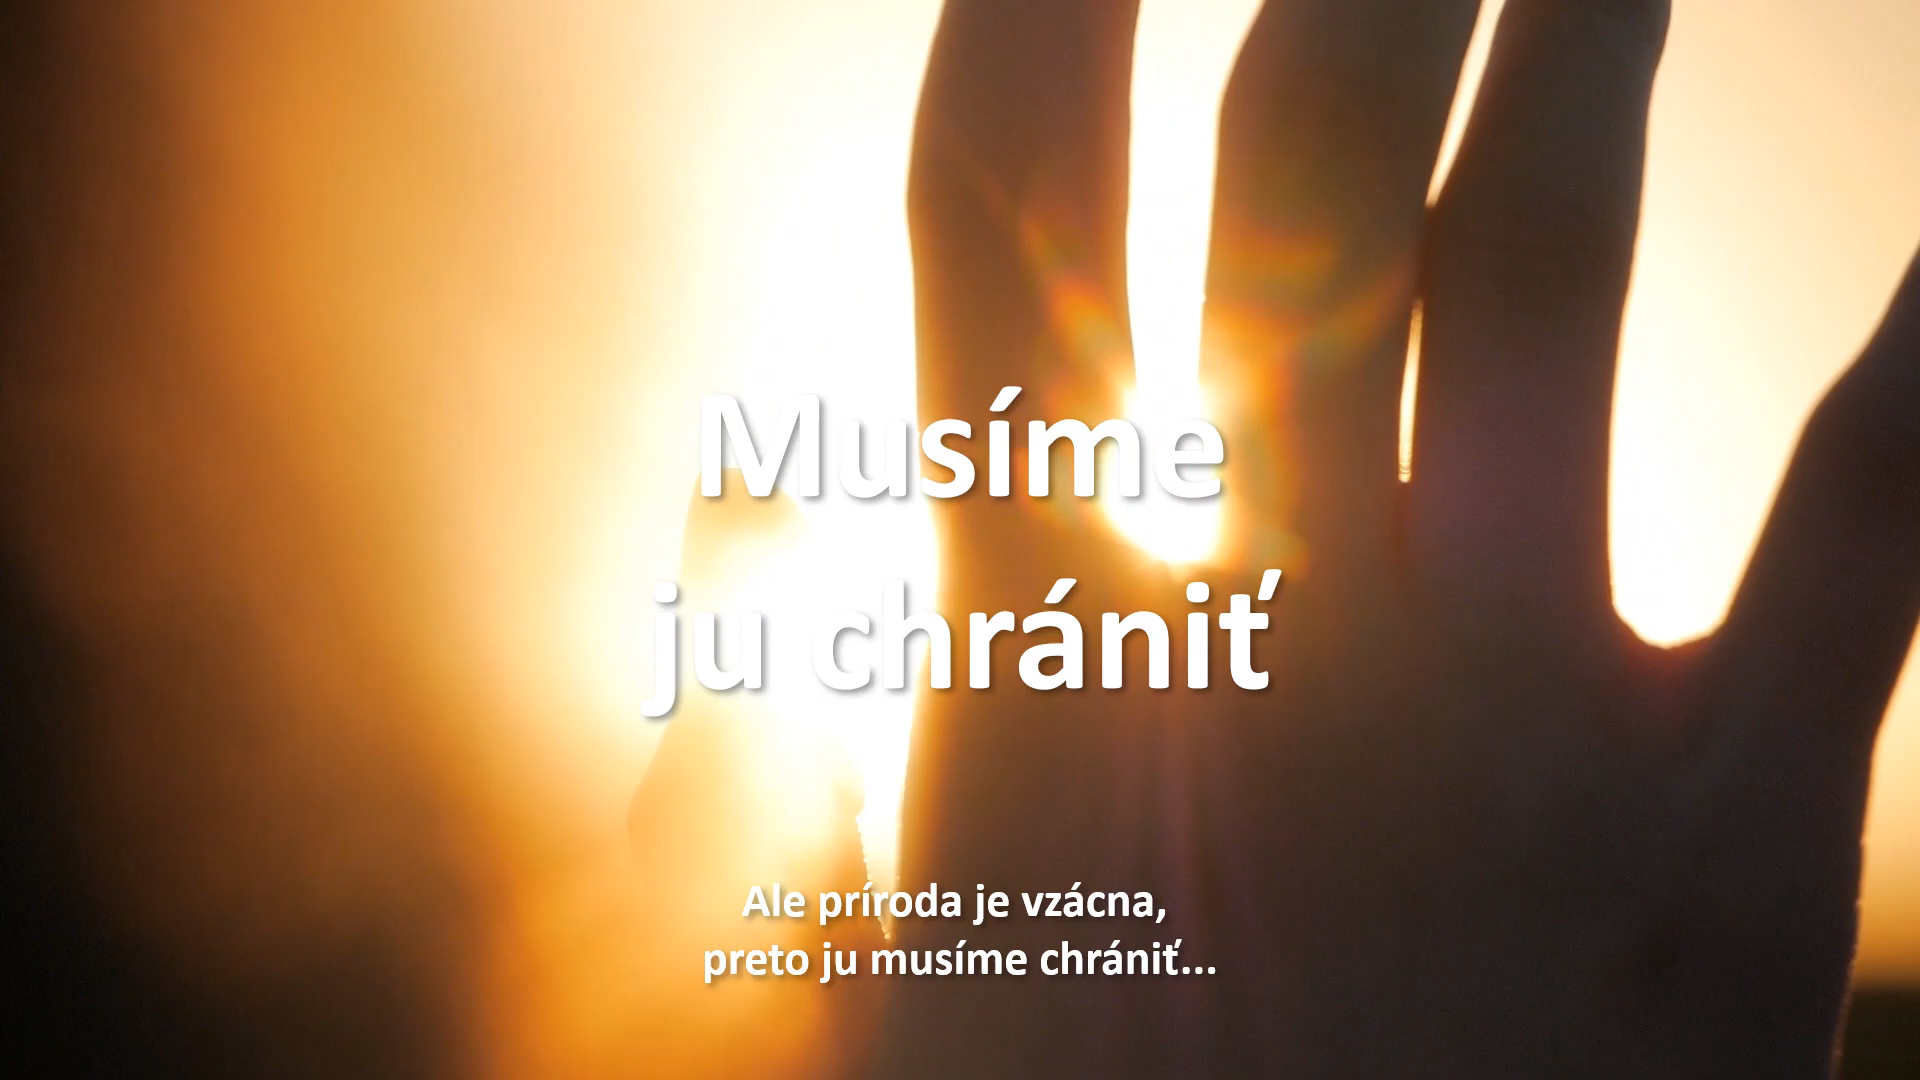 Musíme
ju chrániť
Ale príroda je vzácna,
preto ju musíme chrániť...